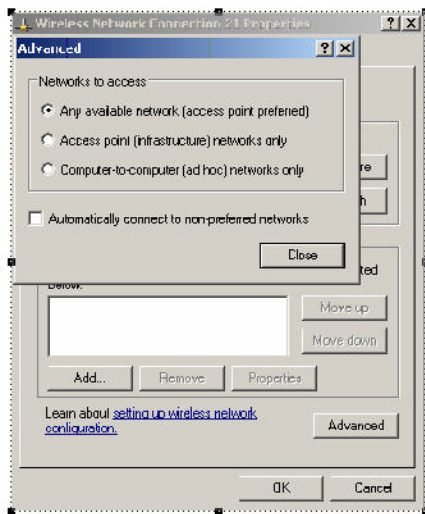 Wireless Network Connection 21 Properties
Advanced
Networks to access
Any available network (access point preferred)
Access point (infrastructure) networks only
Computer-to-computer (ad hoc) networks only
Automatically connect to non-preferred networks
Close
below:
Move up
Move down
Add...
Remove
Properties
Learn about setting up wireless network
configuration.
Advanced
OK
Cancel